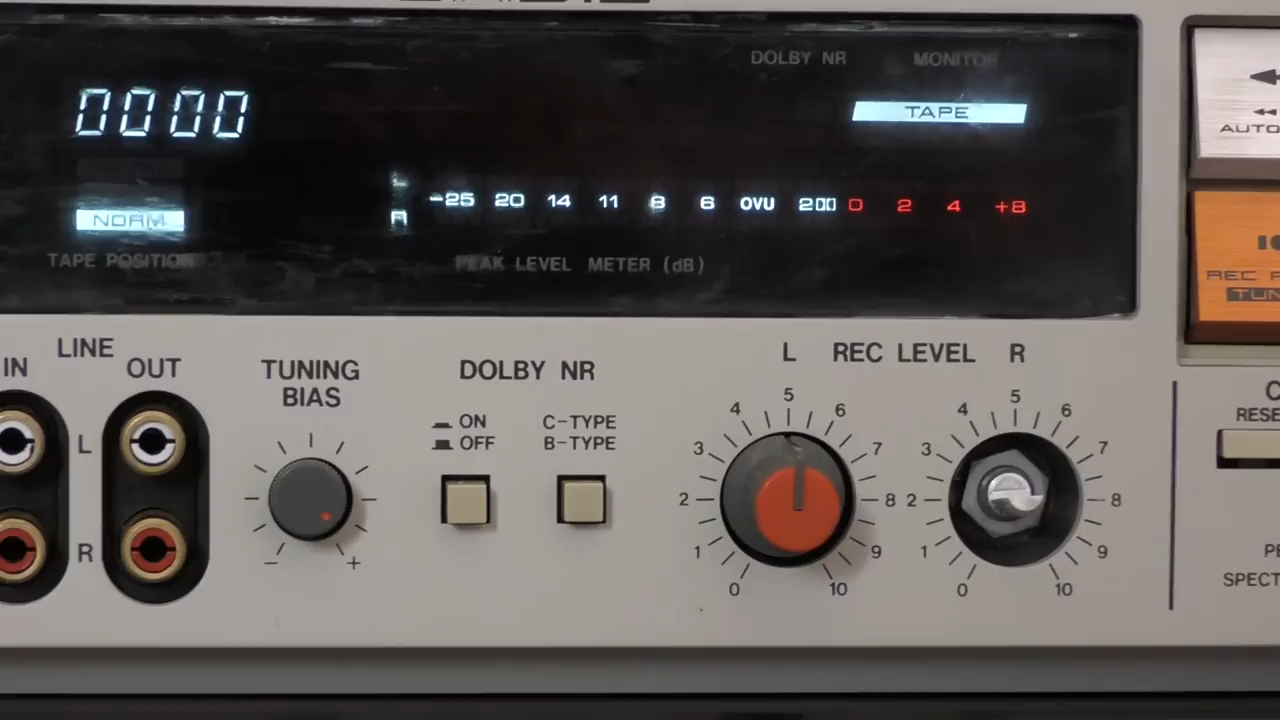 DOLBY NR MONITOR
0000
TAPE
-25 20 14 11 8 6 OVU 2 0 2 4 +8
L
R
NORM
TAPE POSITION
PEAK LEVEL METER (dB)
LINE
IN OUT
L
R
TUNING
BIAS
- +
DOLBY NR
ON
OFF
C-TYPE
B-TYPE
L REC LEVEL R
0 1 2 3 4 5 6 7 8 9 10
0 1 2 3 4 5 6 7 8 9 10
AUTO
REC
TUN
RESE
SPECT